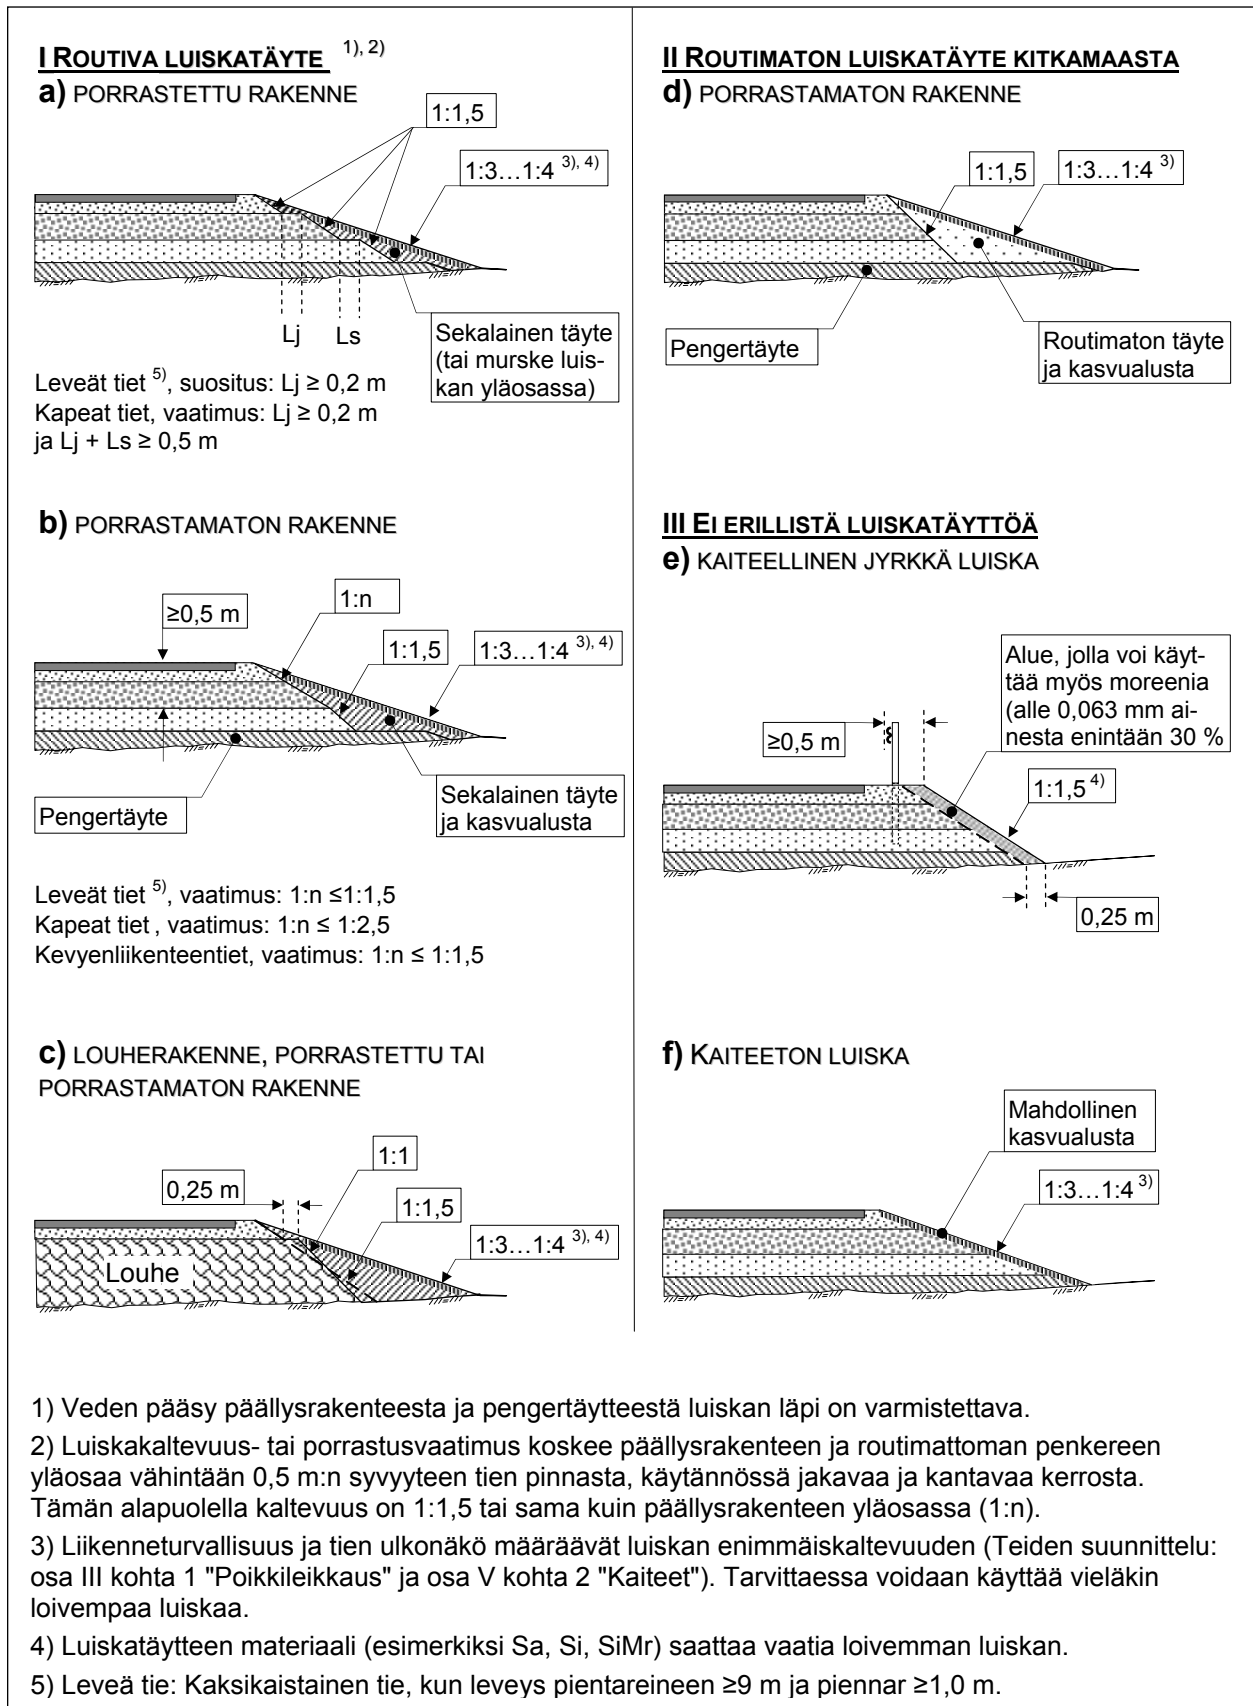 I ROUTIVA LUISKATÄYTE 1), 2)
a) PORRASTETTU RAKENNE
1:1,5
1:3…1:4 3), 4)
Lj
Ls
Sekalainen täyte
(tai murske luis-
kan yläosassa)
Leveät tiet 5), suositus: Lj ≥ 0,2 m
Kapeat tiet, vaatimus: Lj ≥ 0,2 m
ja Lj + Ls ≥ 0,5 m
b) PORRASTAMATON RAKENNE
≥0,5 m
1:n
1:1,5
1:3…1:4 3), 4)
Pengertäyte
Sekalainen täyte
ja kasvualusta
Leveät tiet 5), vaatimus: 1:n ≤1:1,5
Kapeat tiet , vaatimus: 1:n ≤ 1:2,5
Kevyenliikenteentiet, vaatimus: 1:n ≤ 1:1,5
c) LOUHERAKENNE, PORRASTETTU TAI
PORRASTAMATON RAKENNE
1:1
0,25 m
1:1,5
1:3…1:4 3), 4)
Louhe
II ROUTIMATON LUISKATÄYTE KITKAMAASTA
d) PORRASTAMATON RAKENNE
1:1,5
1:3…1:4 3)
Pengertäyte
Routimaton täyte
ja kasvualusta
III EI ERILLISTÄ LUISKATÄYTTÖÄ
e) KAITEELLINEN JYRKKÄ LUISKA
≥0,5 m
Alue, jolla voi käyt-
tää myös moreenia
(alle 0,063 mm ai-
nesta enintään 30 %
1:1,5 4)
0,25 m
f) KAITEETON LUISKA
Mahdollinen
kasvualusta
1:3…1:4 3)
1) Veden pääsy päällysrakenteesta ja pengertäytteestä luiskan läpi on varmistettava.
2) Luiskakaltevuus- tai porrastusvaatimus koskee päällysrakenteen ja routimattoman penkereen
yläosaa vähintään 0,5 m:n syvyyteen tien pinnasta, käytännössä jakavaa ja kantavaa kerrosta.
Tämän alapuolella kaltevuus on 1:1,5 tai sama kuin päällysrakenteen yläosassa (1:n).
3) Liikenneturvallisuus ja tien ulkonäkö määräävät luiskan enimmäiskaltevuuden (Teiden suunnittelu:
osa III kohta 1 "Poikkileikkaus" ja osa V kohta 2 "Kaiteet"). Tarvittaessa voidaan käyttää vieläkin
loivempaa luiskaa.
4) Luiskatäytteen materiaali (esimerkiksi Sa, Si, SiMr) saattaa vaatia loivemman luiskan.
5) Leveä tie: Kaksikaistainen tie, kun leveys pientareineen ≥9 m ja piennar ≥1,0 m.